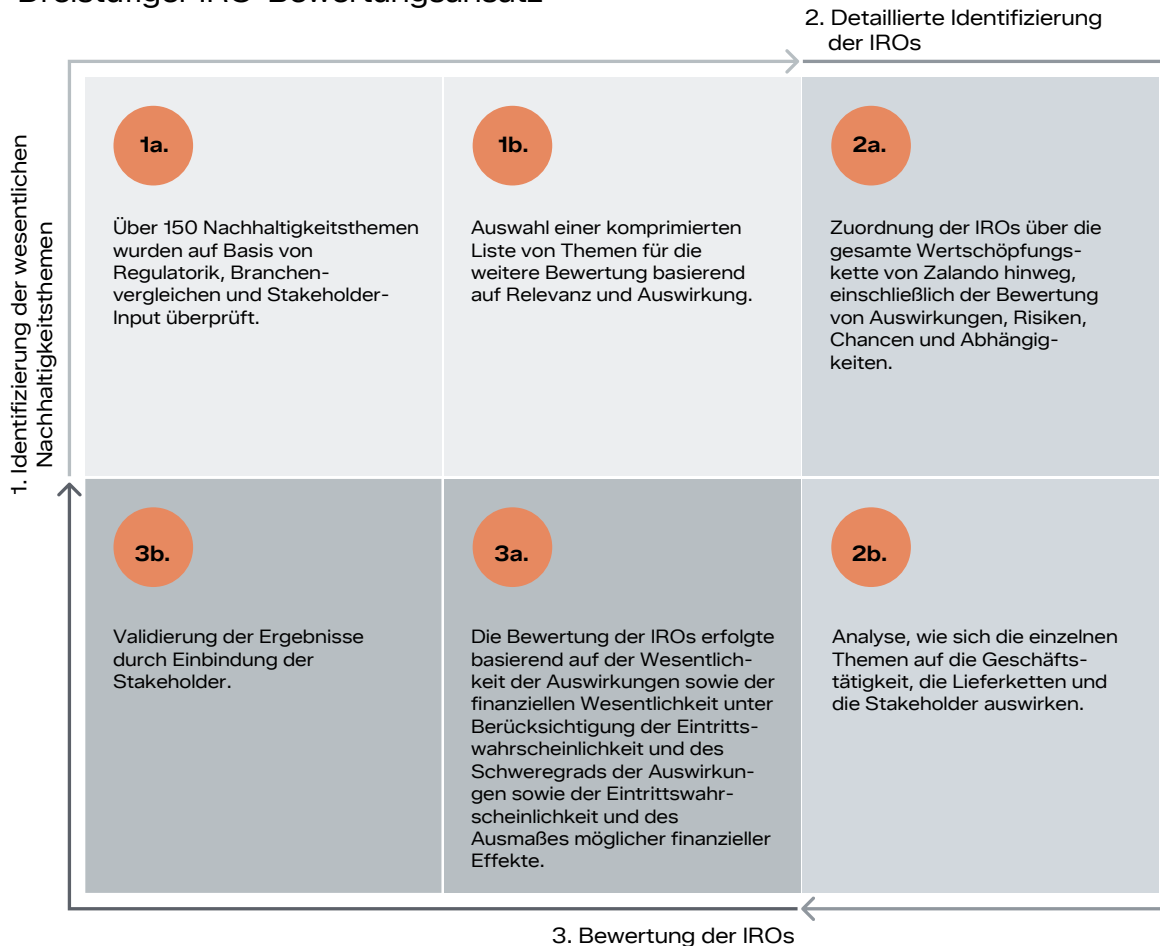 Dreistufiger IRO-Bewertungsansatz
2. Detaillierte Identifizierung
der IROs
1. Identifizierung der wesentlichen
Nachhaltigkeitsthemen
1a.
Über 150 Nachhaltigkeitsthemen
wurden auf Basis von
Regulatorik, Branchen-
vergleichen und Stakeholder-
Input überprüft.
1b.
Auswahl einer komprimierten
Liste von Themen für die
weitere Bewertung basierend
auf Relevanz und Auswirkung.
2a.
Zuordnung der IROs über die
gesamte Wertschöpfungs-
kette von Zalando hinweg,
einschließlich der Bewertung
von Auswirkungen, Risiken,
Chancen und Abhängig-
keiten.
3b.
Validierung der Ergebnisse
durch Einbindung der
Stakeholder.
3a.
Die Bewertung der IROs erfolgte
basierend auf der Wesentlich-
keit der Auswirkungen sowie der
finanziellen Wesentlichkeit unter
Berücksichtigung der Eintritts-
wahrscheinlichkeit und des
Schweregrads der Auswirkun-
gen sowie der Eintrittswahr-
scheinlichkeit und des
Ausmaßes möglicher finanzieller
Effekte.
2b.
Analyse, wie sich die einzelnen
Themen auf die Geschäfts-
tätigkeit, die Lieferketten und
die Stakeholder auswirken.
3. Bewertung der IROs